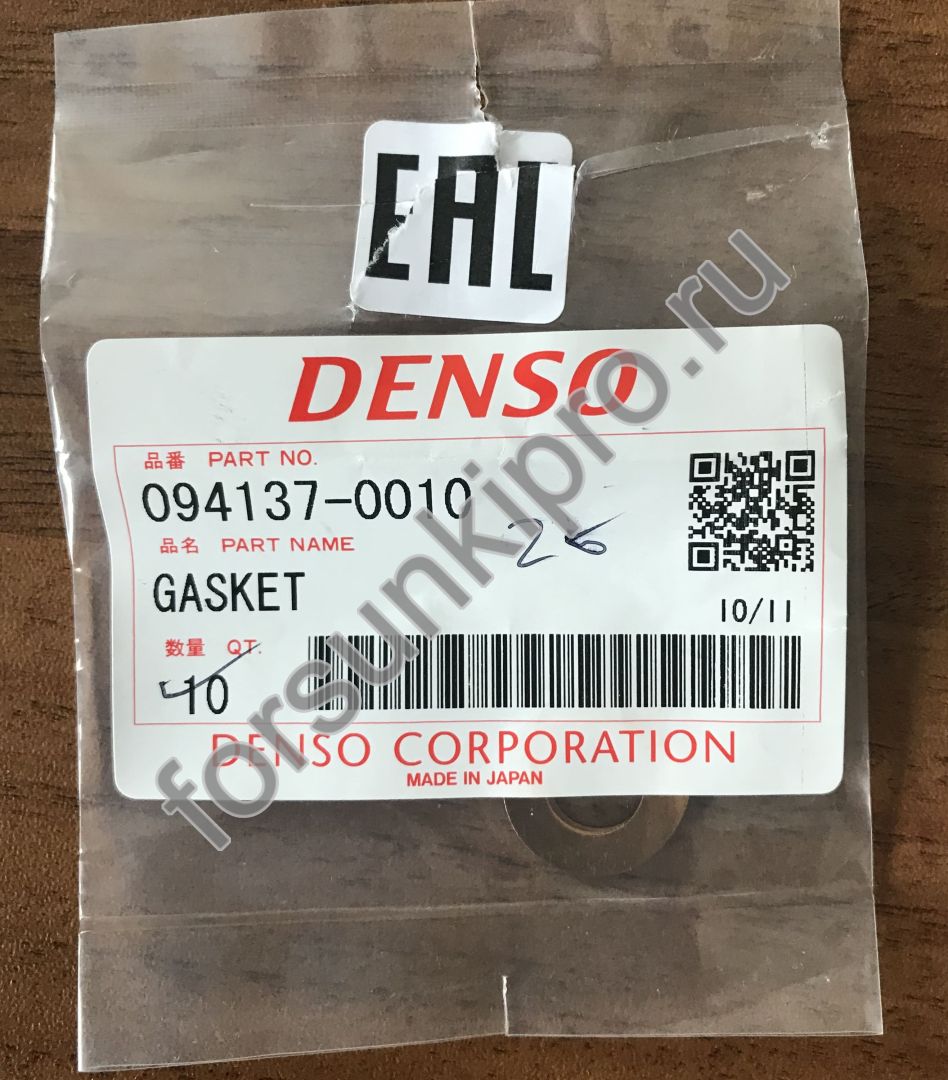 EAC
DENSO
品番 PART NO.
094137-0010
26
品名 PART NAME
GASKET
10/11
数量 QT.
10
DENSO CORPORATION
MADE IN JAPAN
forsunkipro.ru